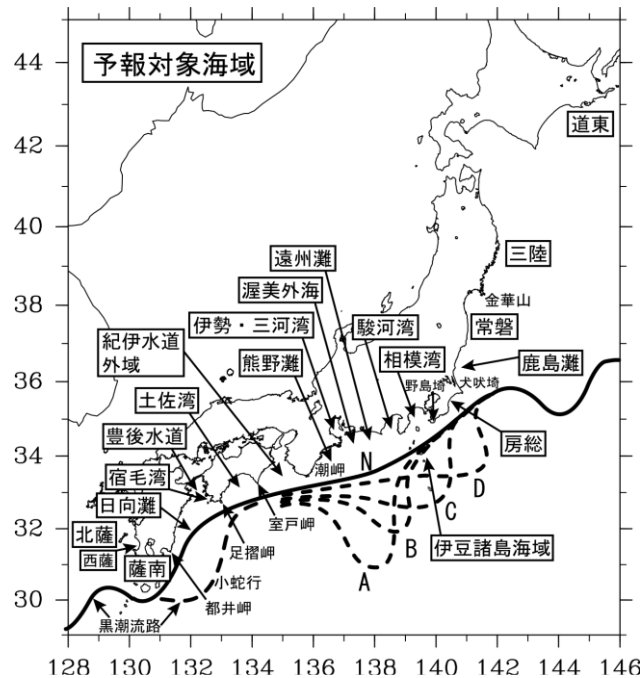 予報対象海域
44
42
40
38
36
34
32
30
道東
三陸
金華山
常磐
遠州灘
渥美外海
伊勢・三河湾
駿河湾
紀伊水道
外域
熊野灘
相模湾
鹿島灘
野島埼
犬吠埼
土佐湾
豊後水道
房総
潮岬
N
宿毛湾
D
日向灘
室戸岬
C
北薩
足摺岬
B
伊豆諸島海域
西薩
薩南
小蛇行
A
都井岬
黒潮流路
128 130 132 134 136 138 140 142 144 146